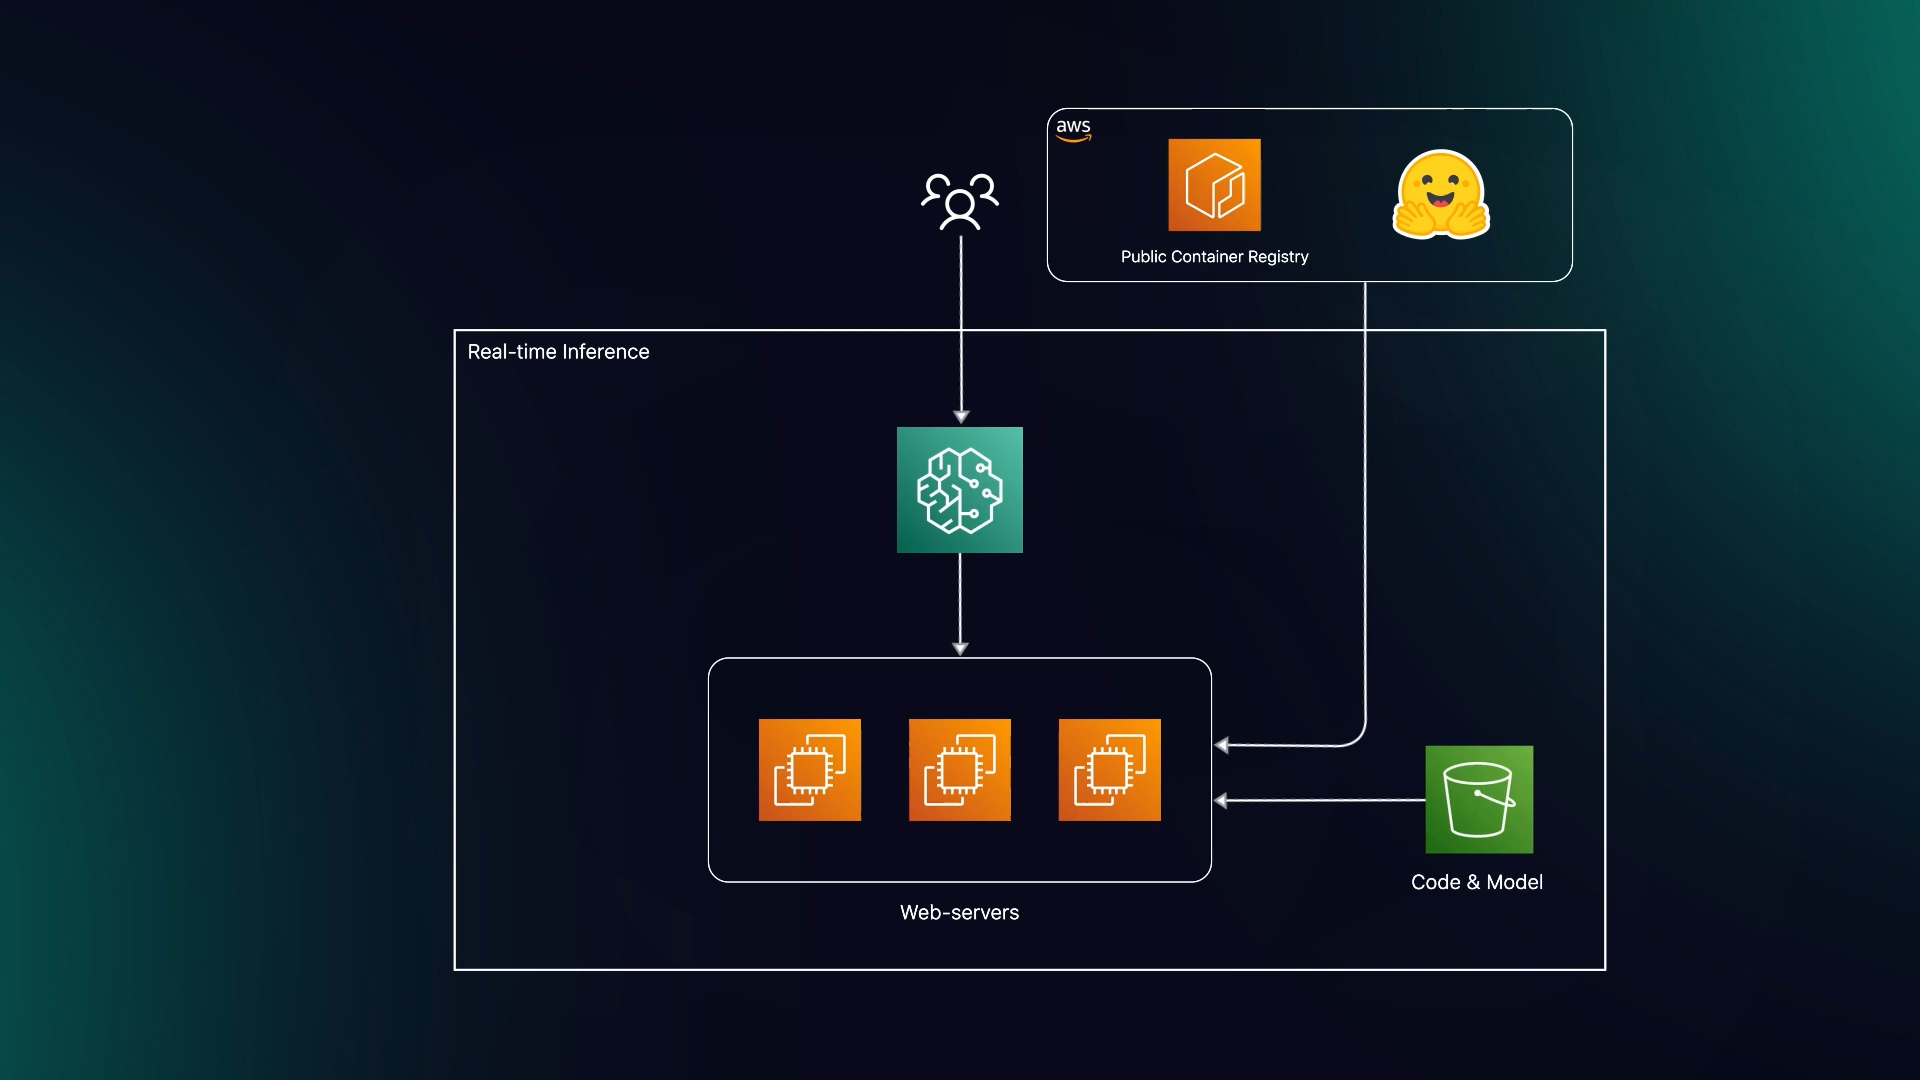 aws
Public Container Registry
Real-time Inference
Code & Model
Web-servers